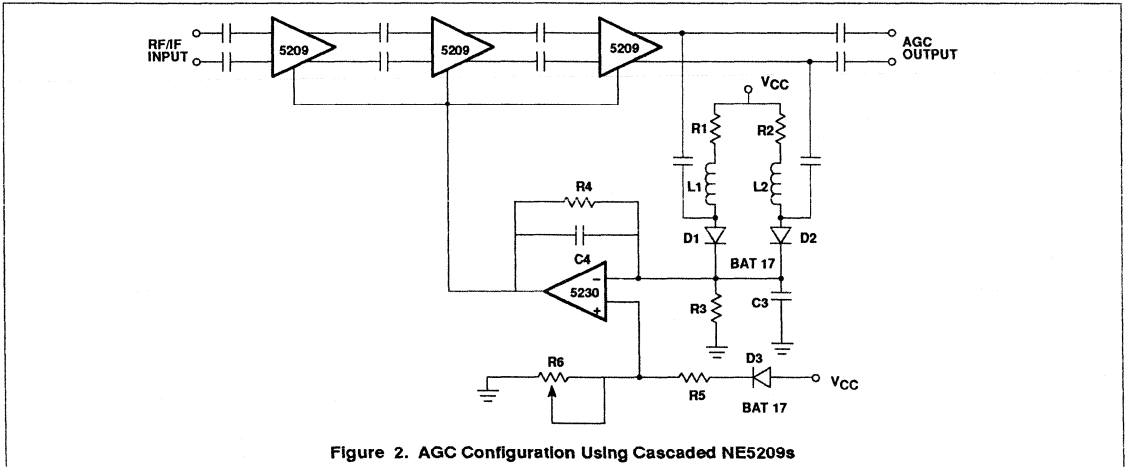 RF/IF
INPUT
5209
5209
5209
AGC
OUTPUT
VCC
R1
R2
L1
L2
R4
D1
D2
C4
BAT 17
5230
−
+
R3
C3
R6
D3
R5
VCC
BAT 17
Figure 2. AGC Configuration Using Cascaded NE5209s